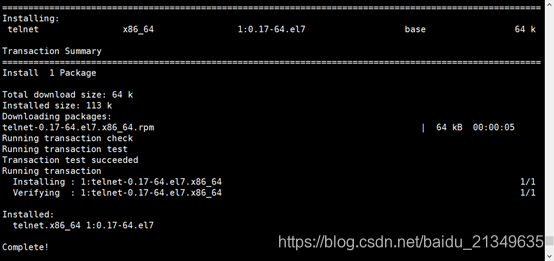 ================================================================================
Installing:
 telnet                x86_64                1:0.17-64.el7                base                64 k

Transaction Summary
================================================================================
Install  1 Package

Total download size: 64 k
Installed size: 113 k
Downloading packages:
telnet-0.17-64.el7.x86_64.rpm                                              |  64 kB  00:00:05
Running transaction check
Running transaction test
Transaction test succeeded
Running transaction
  Installing : 1:telnet-0.17-64.el7.x86_64                                              1/1
  Verifying  : 1:telnet-0.17-64.el7.x86_64                                              1/1

Installed:
  telnet.x86_64 1:0.17-64.el7

Complete!
https://blog.csdn.net/baidu_21349635